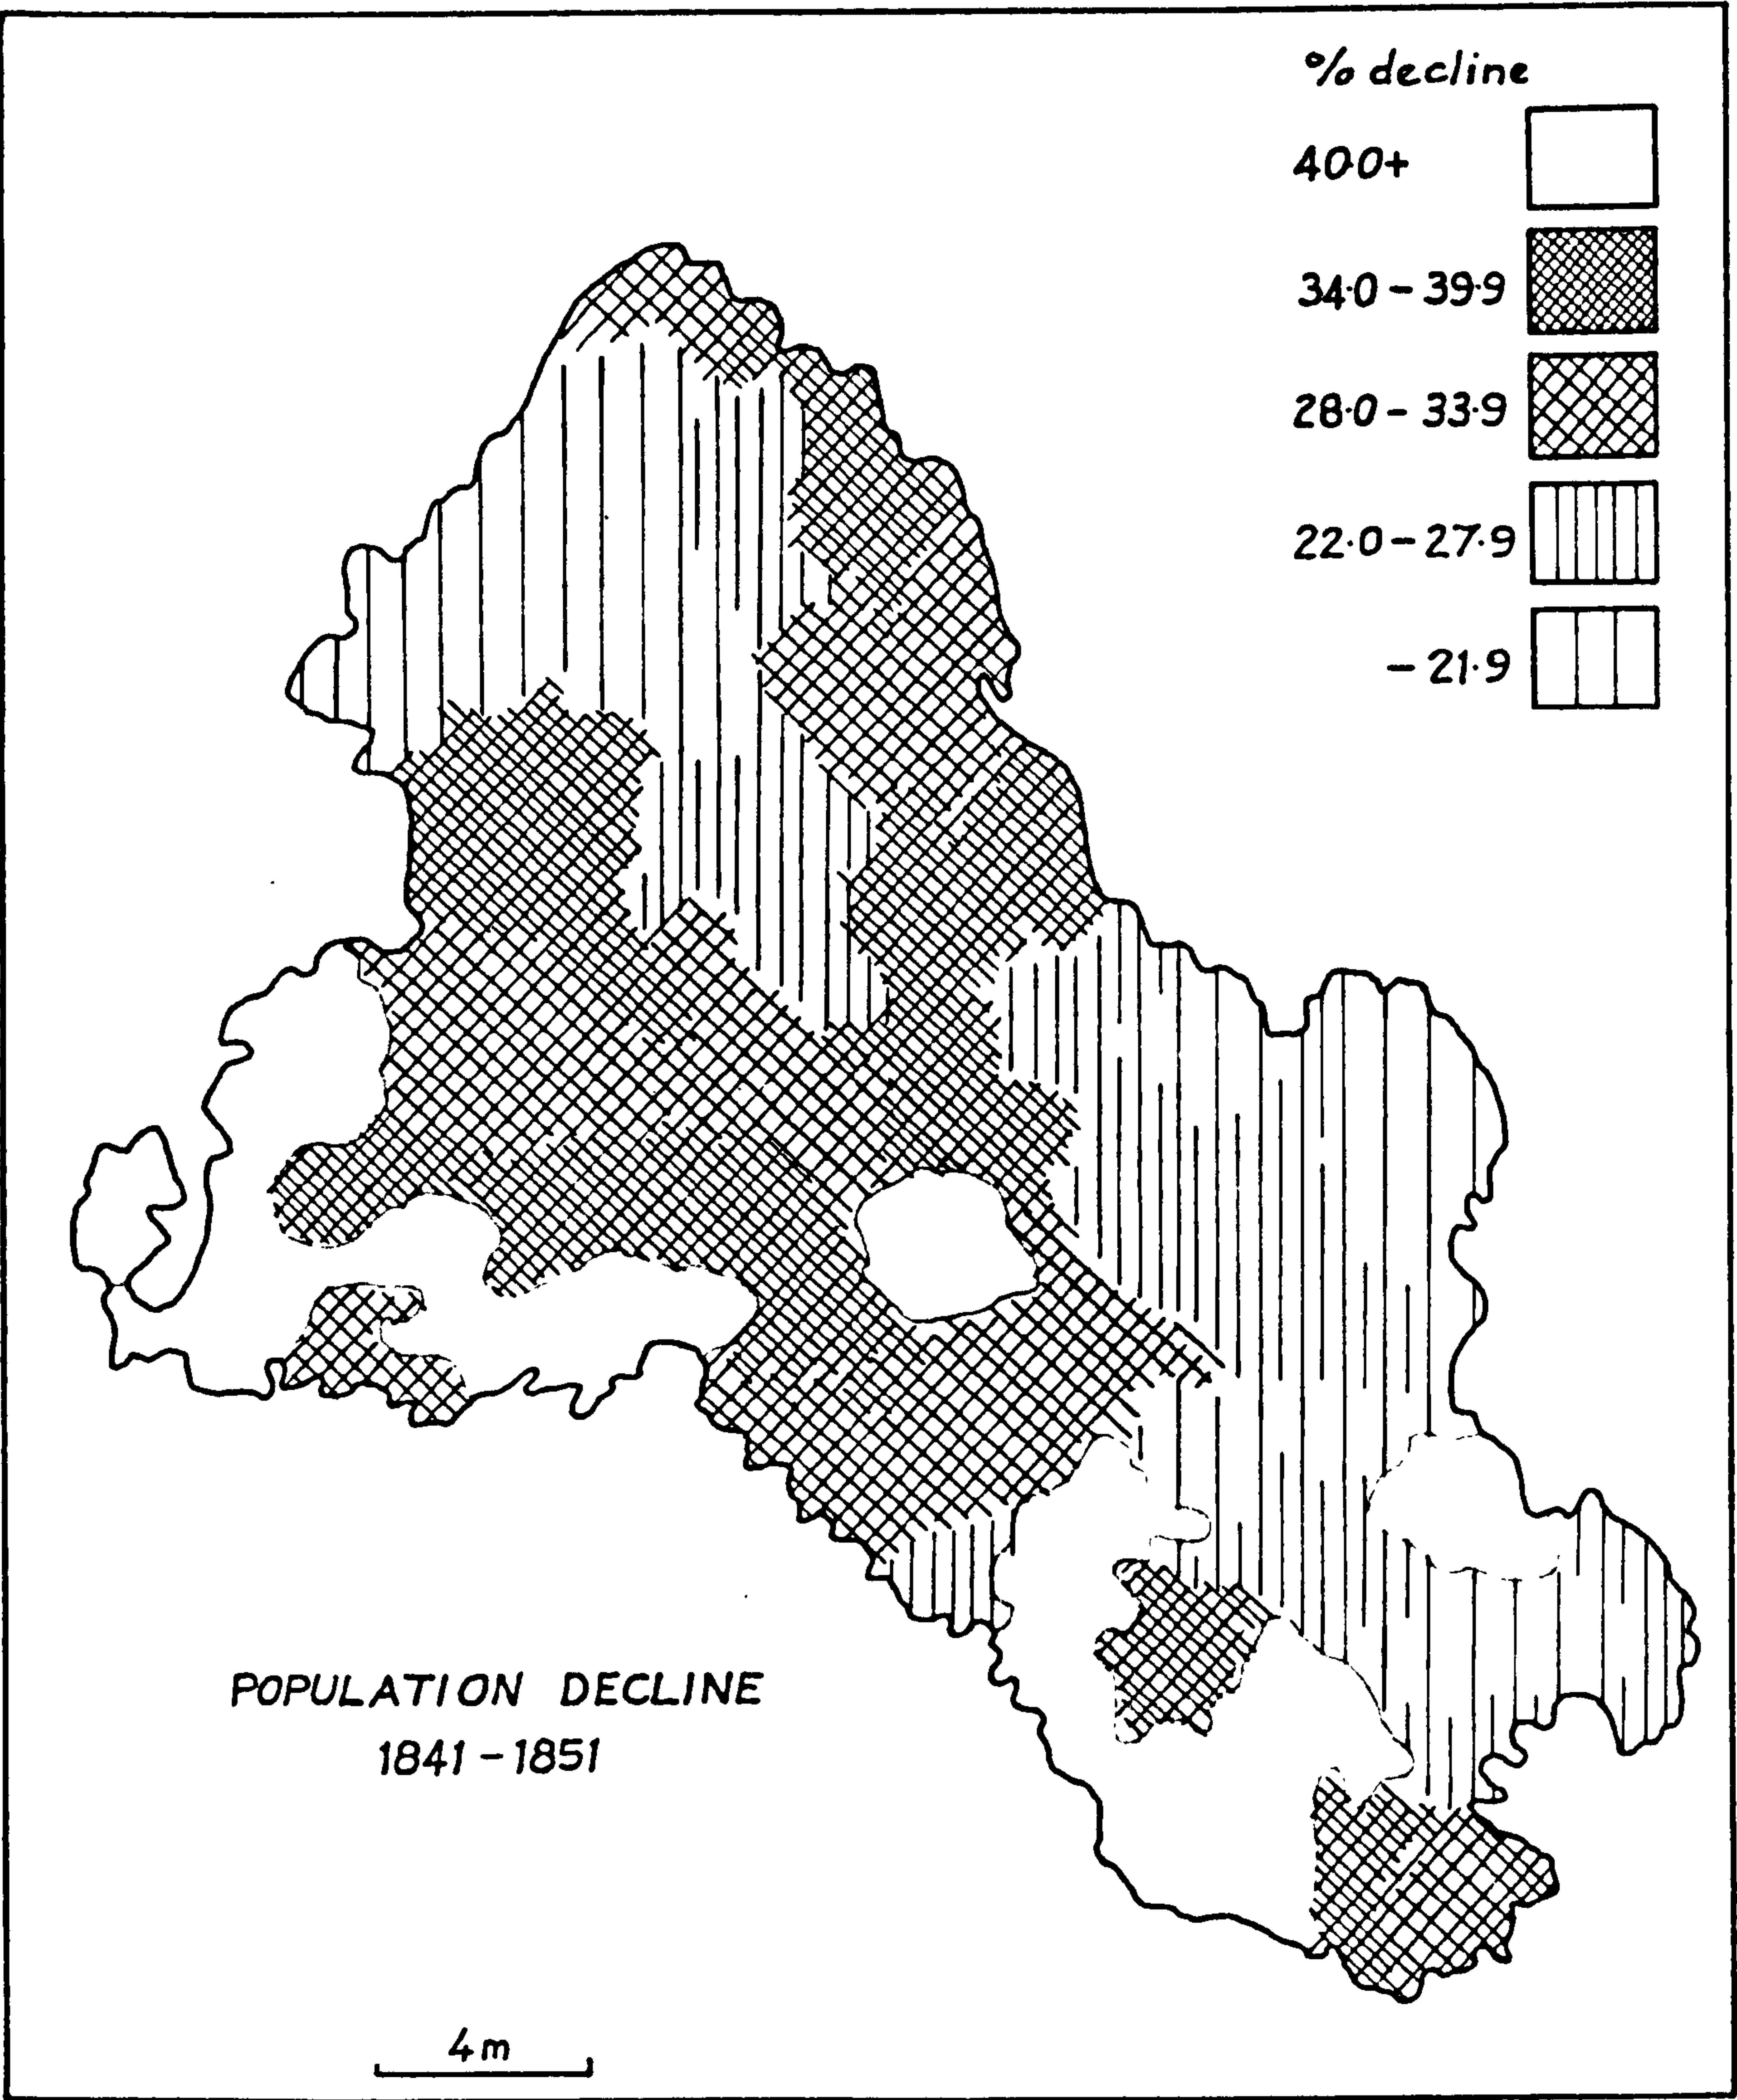 % decline
40·0+
34·0 - 39·9
28·0 - 33·9
22·0 - 27·9
- 21·9
POPULATION DECLINE
1841 - 1851
4 m